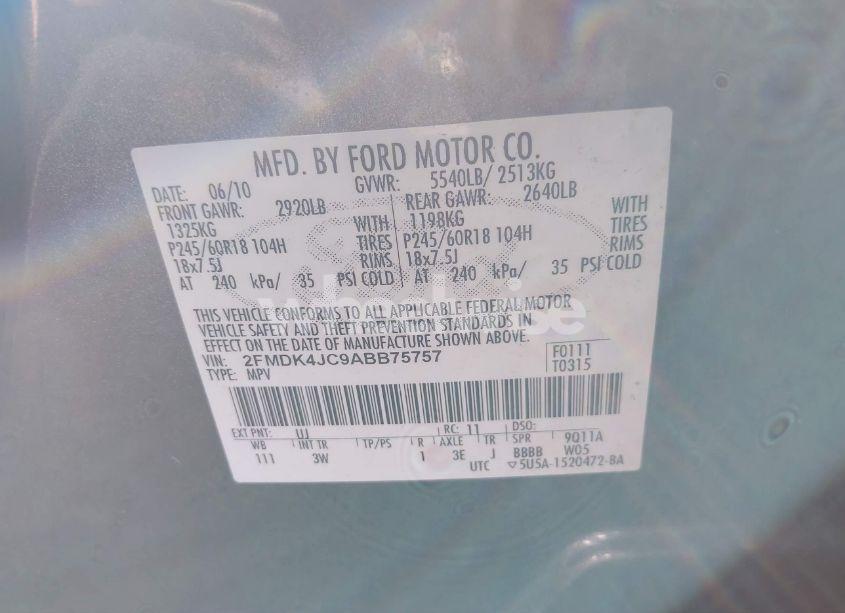 MFD. BY FORD MOTOR CO.
DATE: 06/10 GVWR: 5540LB/ 2513KG
FRONT GAWR: 2920LB REAR GAWR: 2640LB
1325KG WITH 1198KG WITH
P245/60R18 104H TIRES P245/60R18 104H TIRES
18x7.5J RIMS 18x7.5J RIMS
AT 240 kPa/ 35 PSI COLD AT 240 kPa/ 35 PSI COLD
THIS VEHICLE CONFORMS TO ALL APPLICABLE FEDERAL MOTOR
VEHICLE SAFETY AND THEFT PREVENTION STANDARDS IN
EFFECT ON THE DATE OF MANUFACTURE SHOWN ABOVE.
VIN: 2FMDK4JC9ABB75757 F0111
TYPE: MPV T0315
EXT PNT: UJ RC: 11 DSO:
WB INT TR TP/PS R AXLE TR SPR 9Q11A
111 3W 1 3E J BBBB W05
UTC ▽5U5A-1520472-BA